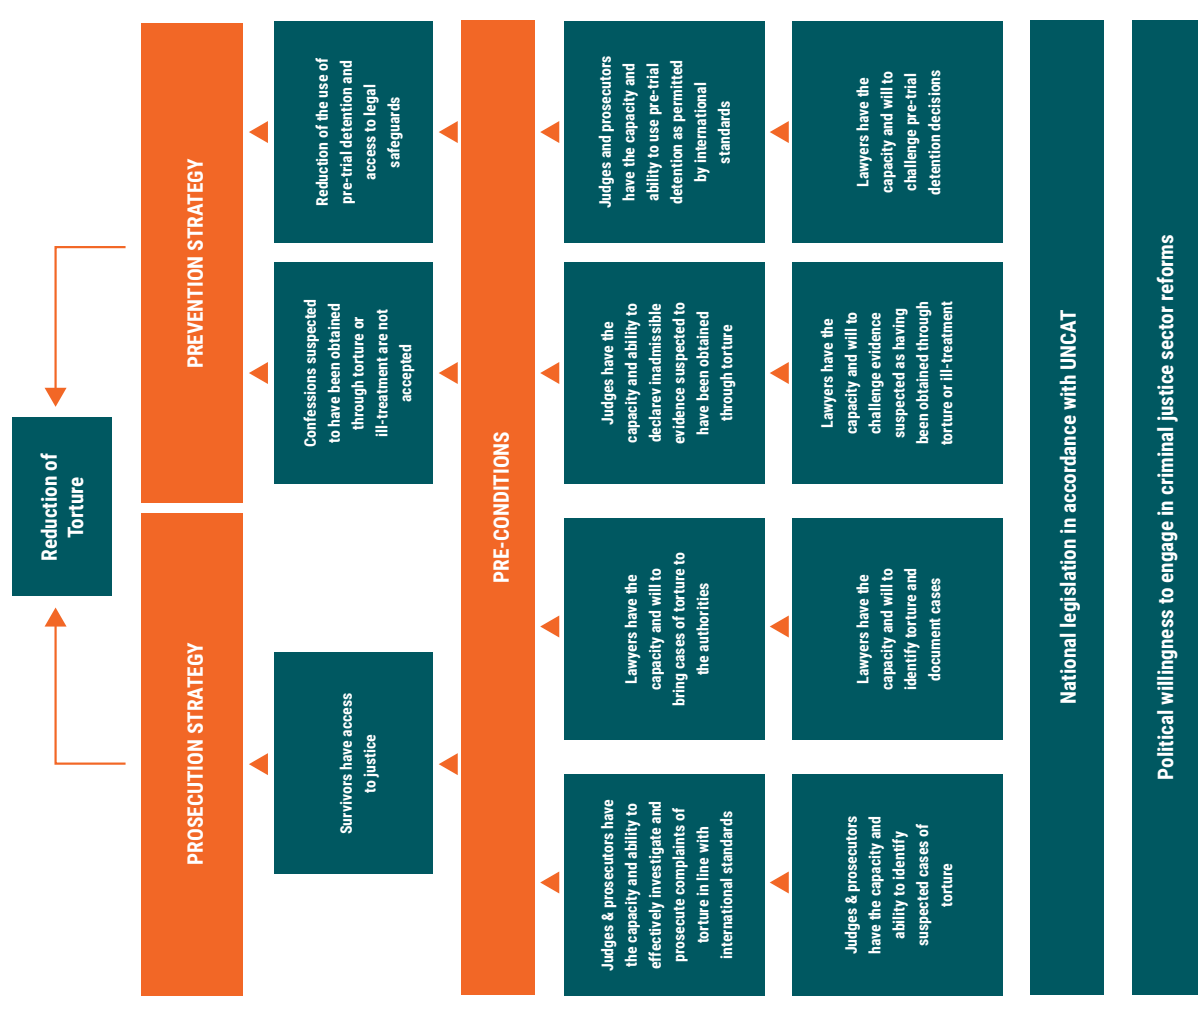 Reduction of
Torture
PROSECUTION STRATEGY
PREVENTION STRATEGY
Survivors have access
to justice
Confessions suspected
to have been obtained
through torture or
ill-treatment are not
accepted
Reduction of the use of
pre-trial detention and
access to legal
safeguards
PRE-CONDITIONS
Judges & prosecutors have
the capacity and ability to
effectively investigate and
prosecute complaints of
torture in line with
international standards
Lawyers have the
capacity and will to
bring cases of torture to
the authorities
Judges have the
capacity and ability to
declarev inadmissible
evidence suspected to
have been obtained
through torture
Judges and prosecutors
have the capacity and
ability to use pre-trial
detention as permitted
by international
standards
Judges & prosecutors
have the capacity and
ability to identify
suspected cases of
torture
Lawyers have the
capacity and will to
identify torture and
document cases
Lawyers have the
capacity and will to
challenge evidence
suspected as having
been obtained through
torture or ill-treatment
Lawyers have the
capacity and will to
challenge pre-trial
detention decisions
National legislation in accordance with UNCAT
Political willingness to engage in criminal justice sector reforms